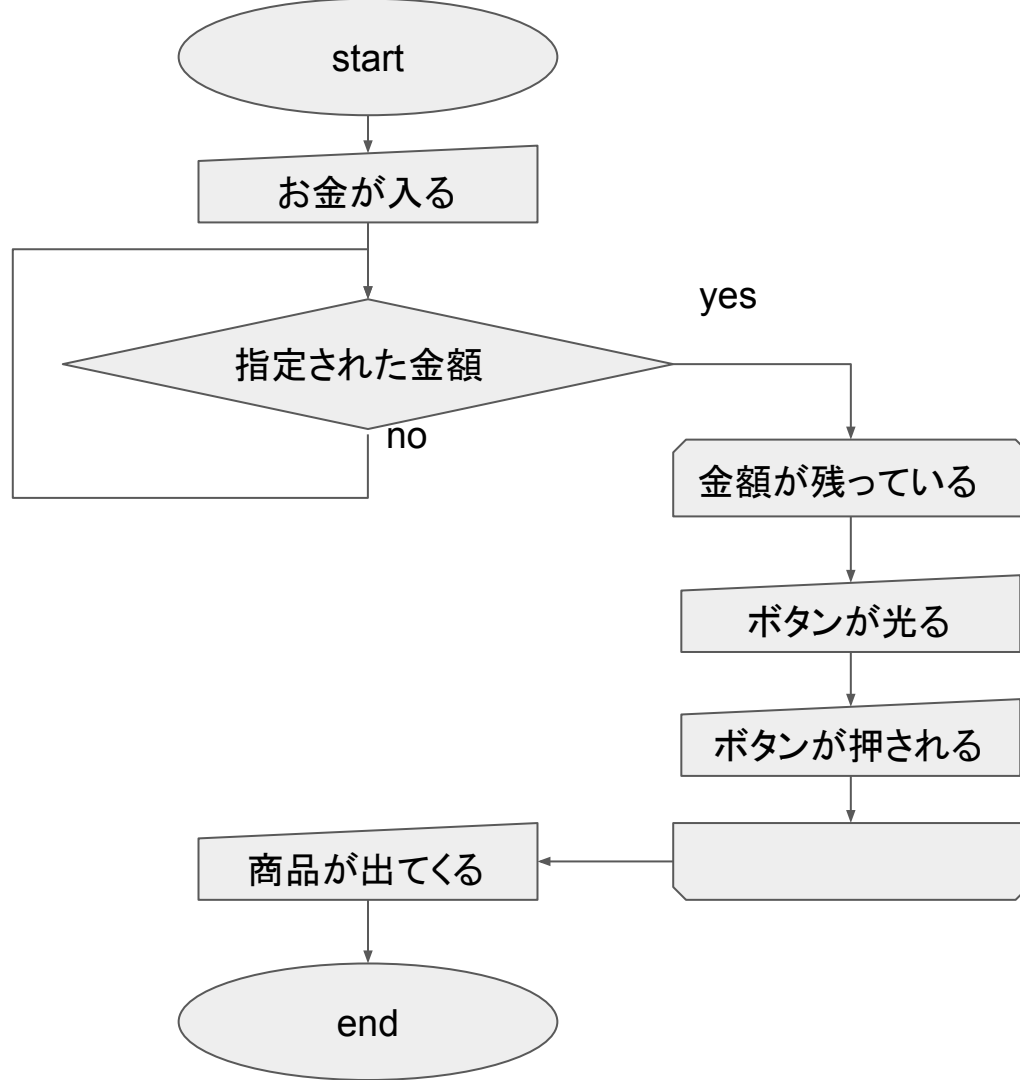 start
お金が入る
yes
指定された金額
no
金額が残っている
ボタンが光る
ボタンが押される
商品が出てくる
end